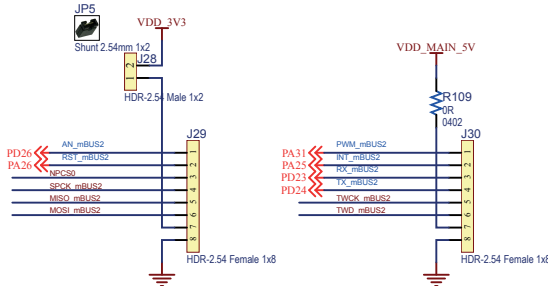 JP5
VDD_3V3
Shunt 2.54mm 1x2
J28
2
1
HDR-2.54 Male 1x2
J29
PD26
AN_mBUS2
1
PA26
RST_mBUS2
2
NPCS0
3
SPCK_mBUS2
4
MISO_mBUS2
5
MOSI_mBUS2
6
7
8
HDR-2.54 Female 1x8
VDD_MAIN_5V
R109
0R
0402
J30
PA31
PWM_mBUS2
1
PA25
INT_mBUS2
2
PD23
RX_mBUS2
3
PD24
TX_mBUS2
4
TWCK_mBUS2
5
TWD_mBUS2
6
7
8
HDR-2.54 Female 1x8